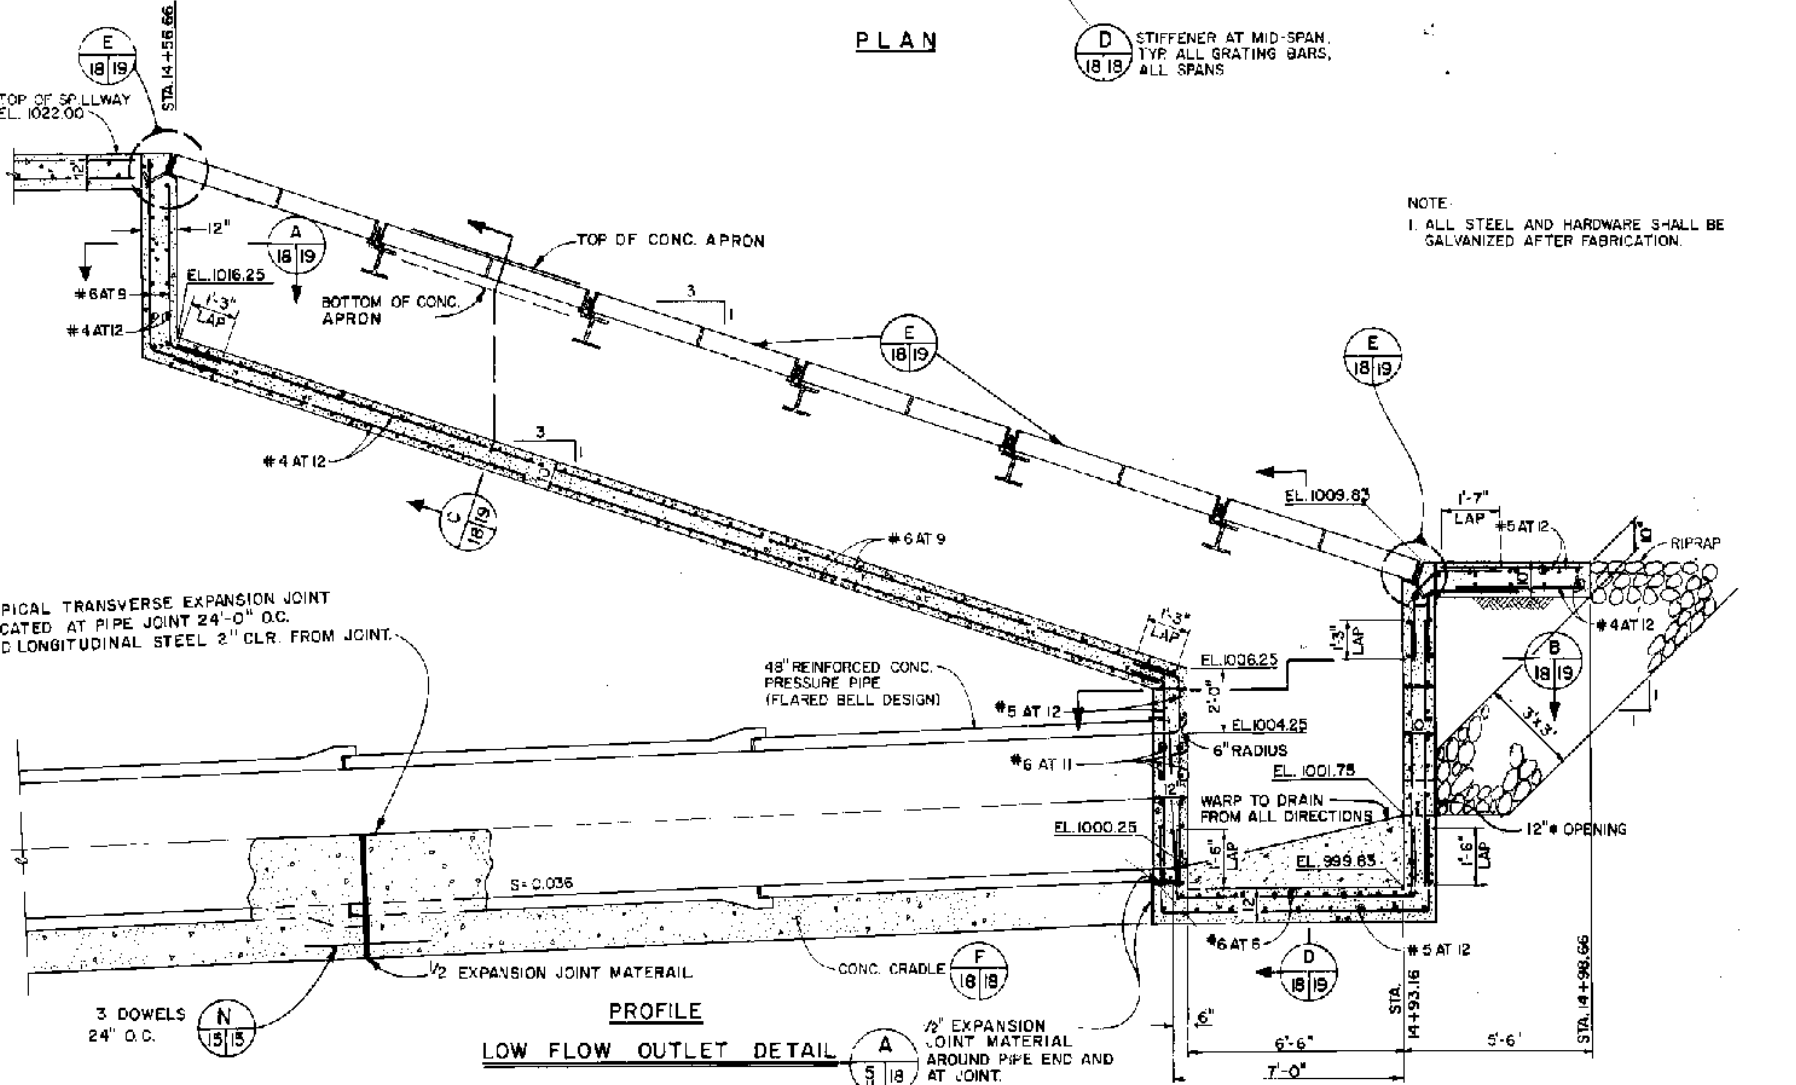 PLAN
D
18 18
STIFFENER AT MID-SPAN.
TYP. ALL GRATING BARS,
ALL SPANS
E
18 19
STA. 14+56.66
TOP OF SPILLWAY
EL. 1022.00
12"
12"
A
18 19
TOP OF CONC. APRON
NOTE:
1. ALL STEEL AND HARDWARE SHALL BE
GALVANIZED AFTER FABRICATION.
EL. 1016.25
#6 AT 9
1'-3"
LAP
#4 AT 12
BOTTOM OF CONC.
APRON
3
1
E
18 19
E
18 19
3
1
#4 AT 12
C
18 19
#6 AT 9
EL. 1009.83
1'-7"
LAP
#5 AT 12
10"
RIPRAP
10"
#4 AT 12
PICAL TRANSVERSE EXPANSION JOINT
CATED AT PIPE JOINT 24'-0" O.C.
D LONGITUDINAL STEEL 2" CLR. FROM JOINT.
1'-3"
LAP
1'-3"
LAP
EL. 1006.25
B
18 19
48" REINFORCED CONC.
PRESSURE PIPE
(FLARED BELL DESIGN)
2'-0"
#5 AT 12
EL 1004.25
1
1
3'x3'
6" RADIUS
#6 AT 11
EL. 1001.75
12"
WARP TO DRAIN
FROM ALL DIRECTIONS
EL. 1000.25
1'-6"
LAP
EL. 999.83
1'-6"
LAP
12"ø OPENING
S=0.036
12"
#6 AT 6
#5 AT 12
1/2 EXPANSION JOINT MATERAIL
CONC. CRADLE
F
18 18
D
18 19
STA.
14+93.16
STA. 14+98.66
3 DOWELS
24" O.C.
N
15 15
PROFILE
LOW FLOW OUTLET DETAIL
A
5 18
1/2" EXPANSION
JOINT MATERIAL
AROUND PIPE END AND
AT JOINT.
6"
6'-6"
5'-6"
7'-0"